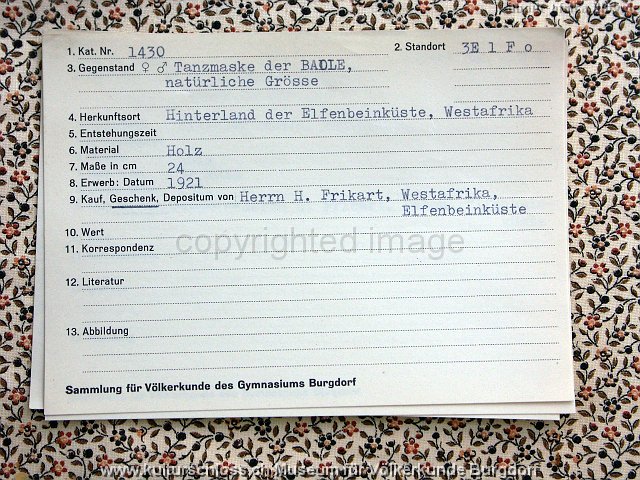 1. Kat. Nr. 1430 2. Standort 3E 1 F o
3. Gegenstand ♀ ♂ Tanzmaske der BAULE,
natürliche Grösse
4. Herkunftsort Hinterland der Elfenbeinküste, Westafrika
5. Entstehungszeit
6. Material Holz
7. Maße in cm 24
8. Erwerb: Datum 1921
9. Kauf, Geschenk, Depositum von Herrn H. Frikart, Westafrika,
Elfenbeinküste
10. Wert
11. Korrespondenz
copyrighted image
12. Literatur
13. Abbildung
Sammlung für Völkerkunde des Gymnasiums Burgdorf
www.kulturschloss.ch Museum für Völkerkunde Burgdorf